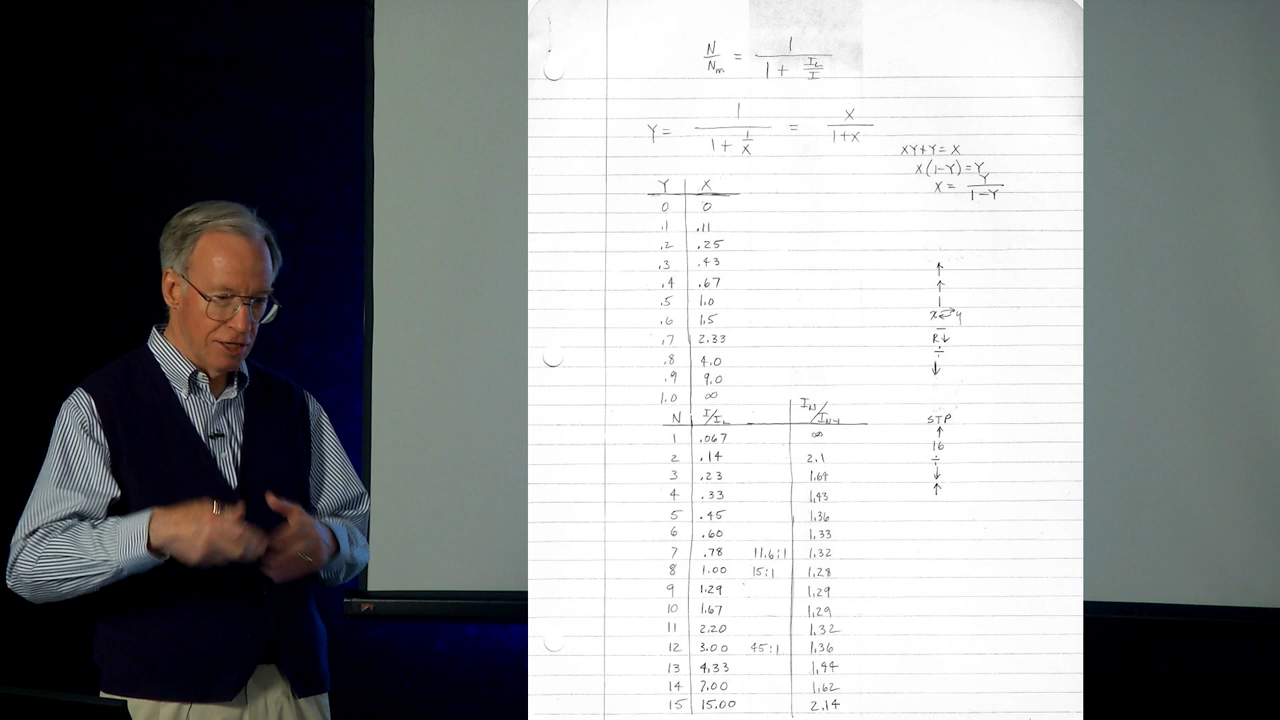 N/Nm = 1/(1 + IL/I)
Y = 1/(1 + 1/X) = X/(1+X)
XY+Y = X
X(1-Y) = Y
X = Y/(1-Y)
Y X
0 0
.1 .11
.2 .25
.3 .43
.4 .67
.5 1.0
.6 1.5
.7 2.33
.8 4.0
.9 9.0
1.0 ∞
↑
↑
|
X⇄Y
R↓
÷
↓
N I/IL IN/IN-1
1 .067 ∞
2 .14 2.1
3 .23 1.64
4 .33 1.43
5 .45 1.36
6 .60 1.33
7 .78 11.6:1 1.32
8 1.00 15:1 1.28
9 1.29 1.29
10 1.67 1.29
11 2.20 1.32
12 3.00 45:1 1.36
13 4.33 1.44
14 7.00 1.62
15 15.00 2.14
STP
↑
16
÷
↓
↑